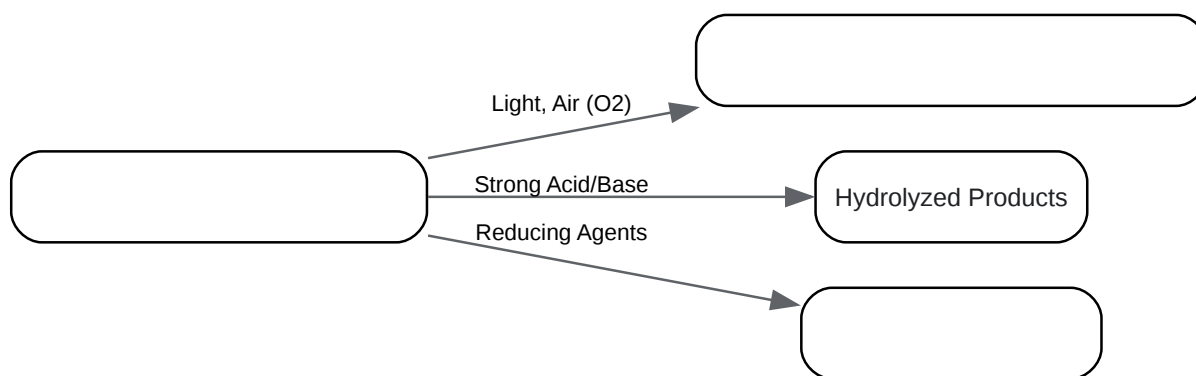 Light, Air (O2)
Strong Acid/Base
Hydrolyzed Products
Reducing Agents